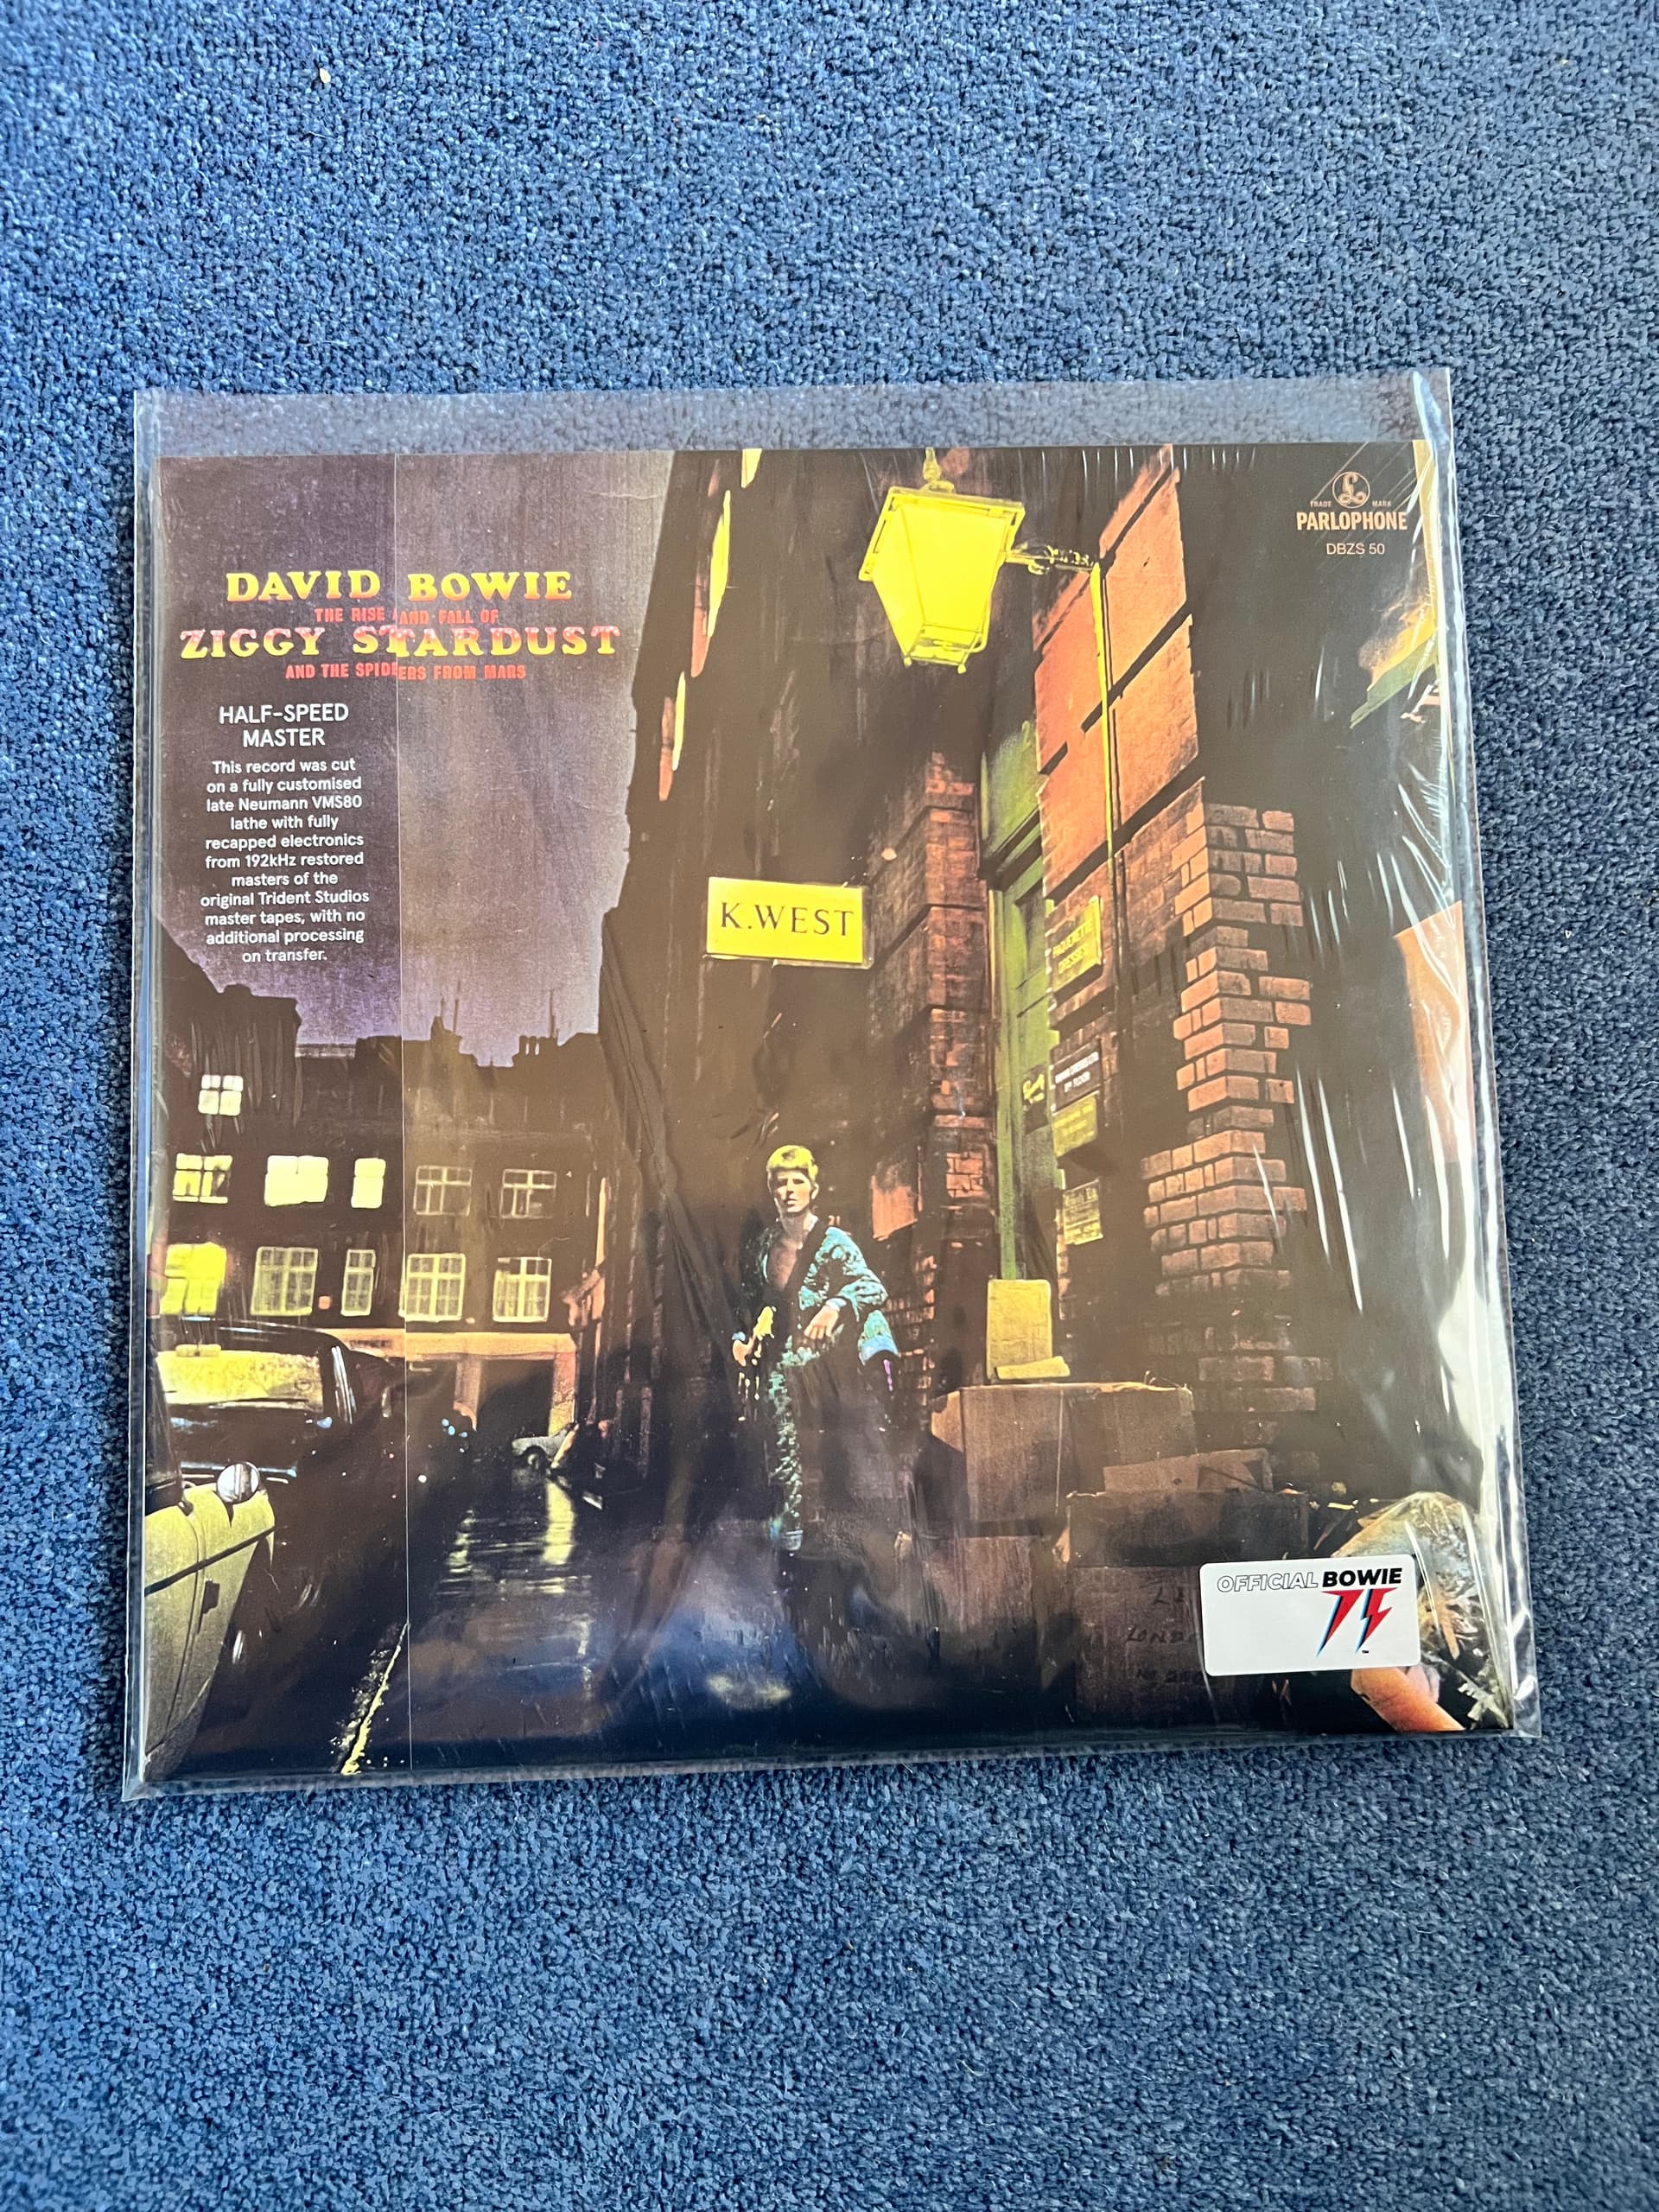 TRADE MARK
PARLOPHONE
DBZS 50
DAVID BOWIE
THE RISE AND FALL OF
ZIGGY STARDUST
AND THE SPIDERS FROM MARS
HALF-SPEED
MASTER
This record was cut
on a fully customised
late Neumann VMS80
lathe with fully
recapped electronics
from 192kHz restored
masters of the
original Trident Studios
master tapes, with no
additional processing
on transfer.
K.WEST
OFFICIAL BOWIE
75